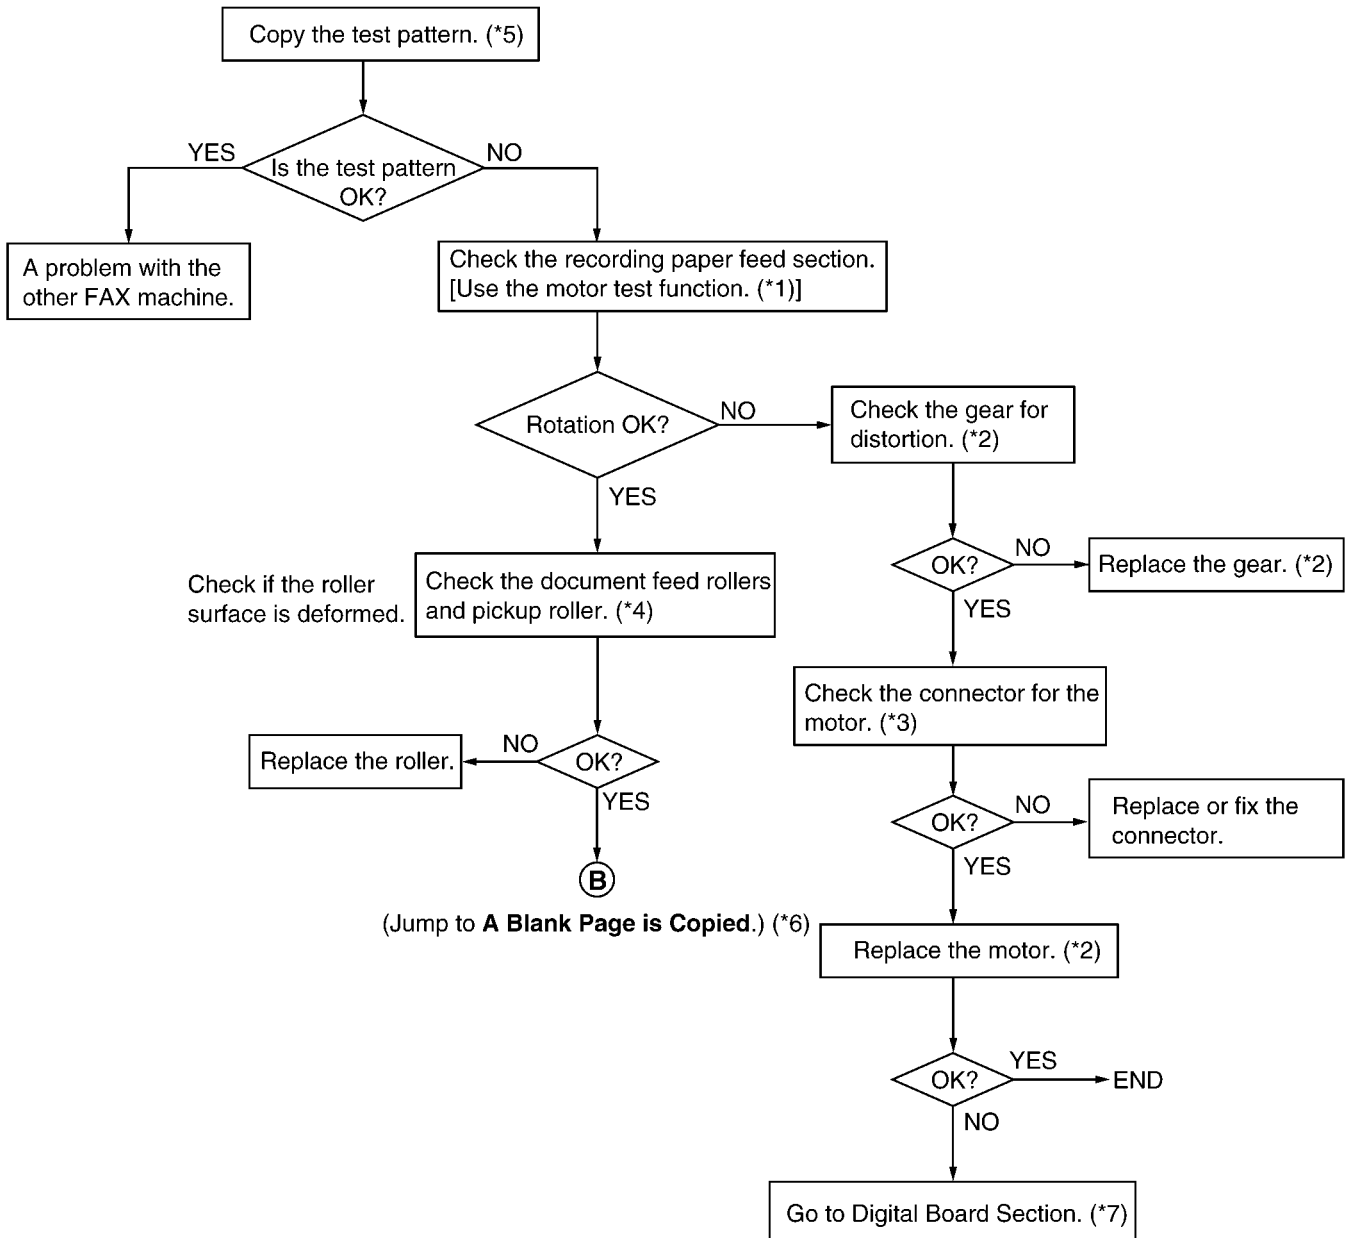 Copy the test pattern. (*5)
YES
NO
Is the test pattern
OK?
A problem with the
other FAX machine.
Check the recording paper feed section.
[Use the motor test function. (*1)]
Rotation OK?
NO
Check the gear for
distortion. (*2)
YES
OK?
NO
Replace the gear. (*2)
YES
Check if the roller
surface is deformed.
Check the document feed rollers
and pickup roller. (*4)
Check the connector for the
motor. (*3)
Replace the roller.
NO
OK?
YES
OK?
NO
Replace or fix the
connector.
YES
B
(Jump to A Blank Page is Copied.) (*6)
Replace the motor. (*2)
OK?
YES
END
NO
Go to Digital Board Section. (*7)